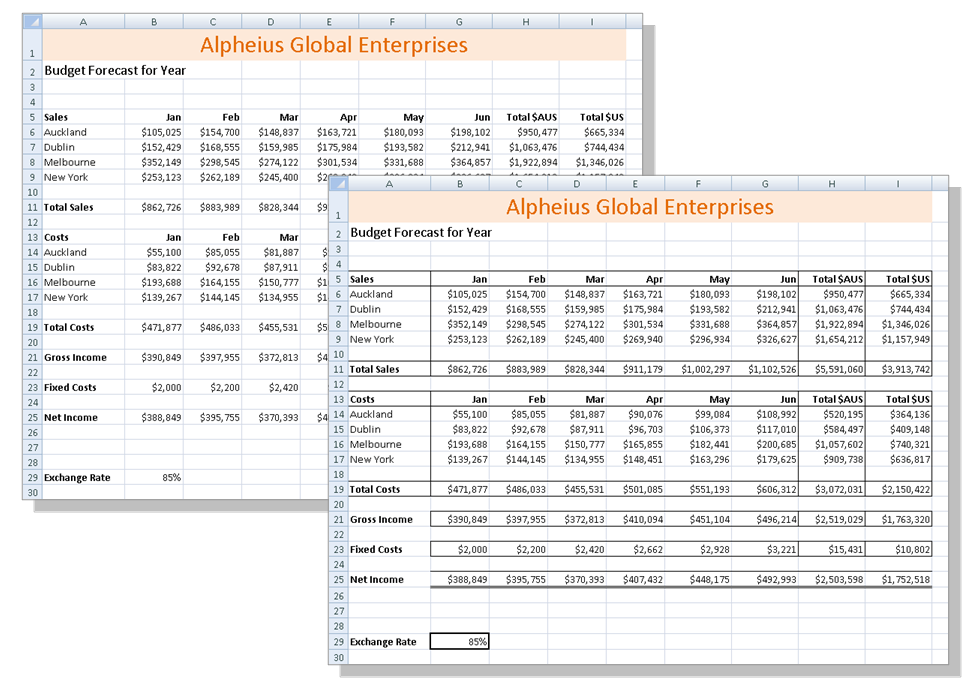 A B C D E F G H I
1 Alpheius Global Enterprises
2 Budget Forecast for Year
3
4
5 Sales Jan Feb Mar Apr May Jun Total $AUS Total $US
6 Auckland $105,025 $154,700 $148,837 $163,721 $180,093 $198,102 $950,477 $665,334
7 Dublin $152,429 $168,555 $159,985 $175,984 $193,582 $212,941 $1,063,476 $744,434
8 Melbourne $352,149 $298,545 $274,122 $301,534 $331,688 $364,857 $1,922,894 $1,346,026
9 New York $253,123 $262,189 $245,400
10
11 Total Sales $862,726 $883,989 $828,344 $9
12
13 Costs Jan Feb Mar
14 Auckland $55,100 $85,055 $81,887 $
15 Dublin $83,822 $92,678 $87,911 $
16 Melbourne $193,688 $164,155 $150,777 $1
17 New York $139,267 $144,145 $134,955 $1
18
19 Total Costs $471,877 $486,033 $455,531 $5
20
21 Gross Income $390,849 $397,955 $372,813 $4
22
23 Fixed Costs $2,000 $2,200 $2,420
24
25 Net Income $388,849 $395,755 $370,393 $4
26
27
28
29 Exchange Rate 85%
30
A B C D E F G H I
1 Alpheius Global Enterprises
2 Budget Forecast for Year
3
4
5 Sales Jan Feb Mar Apr May Jun Total $AUS Total $US
6 Auckland $105,025 $154,700 $148,837 $163,721 $180,093 $198,102 $950,477 $665,334
7 Dublin $152,429 $168,555 $159,985 $175,984 $193,582 $212,941 $1,063,476 $744,434
8 Melbourne $352,149 $298,545 $274,122 $301,534 $331,688 $364,857 $1,922,894 $1,346,026
9 New York $253,123 $262,189 $245,400 $269,940 $296,934 $326,627 $1,654,212 $1,157,949
10
11 Total Sales $862,726 $883,989 $828,344 $911,179 $1,002,297 $1,102,526 $5,591,060 $3,913,742
12
13 Costs Jan Feb Mar Apr May Jun Total $AUS Total $US
14 Auckland $55,100 $85,055 $81,887 $90,076 $99,084 $108,992 $520,195 $364,136
15 Dublin $83,822 $92,678 $87,911 $96,703 $106,373 $117,010 $584,497 $409,148
16 Melbourne $193,688 $164,155 $150,777 $165,855 $182,441 $200,685 $1,057,602 $740,321
17 New York $139,267 $144,145 $134,955 $148,451 $163,296 $179,625 $909,738 $636,817
18
19 Total Costs $471,877 $486,033 $455,531 $501,085 $551,193 $606,312 $3,072,031 $2,150,422
20
21 Gross Income $390,849 $397,955 $372,813 $410,094 $451,104 $496,214 $2,519,029 $1,763,320
22
23 Fixed Costs $2,000 $2,200 $2,420 $2,662 $2,928 $3,221 $15,431 $10,802
24
25 Net Income $388,849 $395,755 $370,393 $407,432 $448,175 $492,993 $2,503,598 $1,752,518
26
27
28
29 Exchange Rate 85%
30